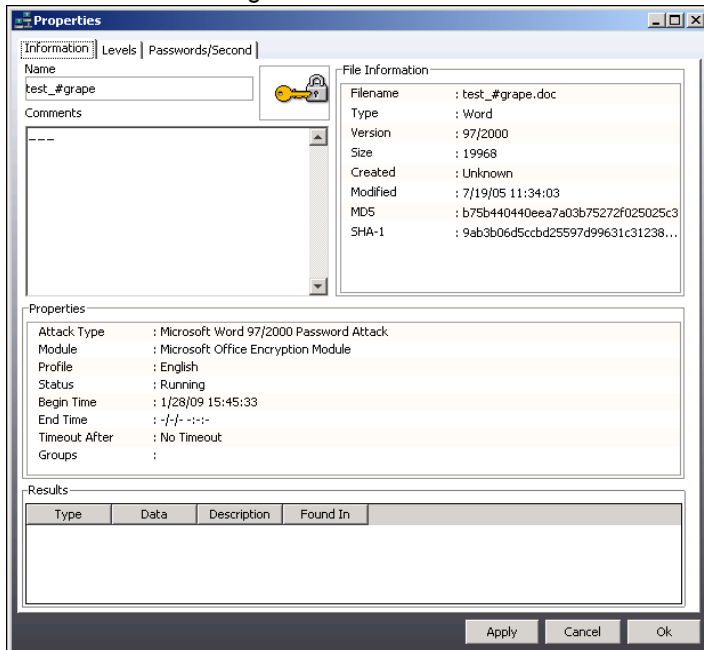 Properties
Information Levels Passwords/Second
Name
test_#grape
Comments
---
File Information
Filename : test_#grape.doc
Type : Word
Version : 97/2000
Size : 19968
Created : Unknown
Modified : 7/19/05 11:34:03
MD5 : b75b440440eea7a03b75272f025025c3
SHA-1 : 9ab3b06d5ccbd25597d99631c31238...
Properties
Attack Type : Microsoft Word 97/2000 Password Attack
Module : Microsoft Office Encryption Module
Profile : English
Status : Running
Begin Time : 1/28/09 15:45:33
End Time : -/-/- -:-:-
Timeout After : No Timeout
Groups :
Results
Type Data Description Found In
Apply Cancel Ok